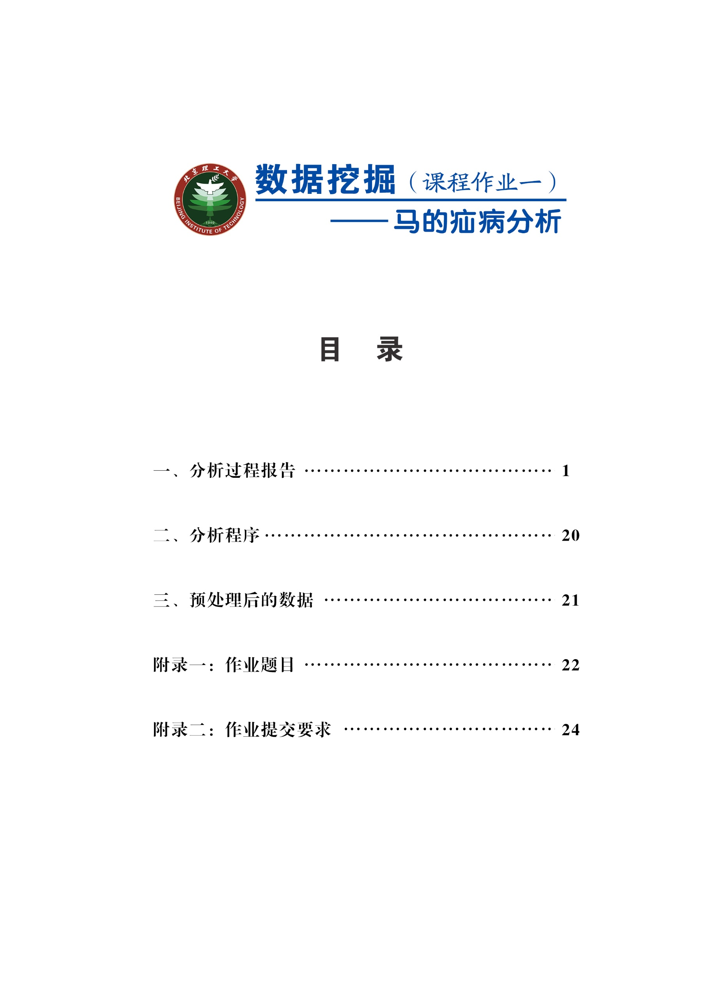 北京理工大学
BEIJING INSTITUTE OF TECHNOLOGY
1940
数据挖掘（课程作业一）
——马的疝病分析
目 录
一、分析过程报告 …………………………………… 1
二、分析程序 …………………………………………… 20
三、预处理后的数据 ………………………………… 21
附录一：作业题目 …………………………………… 22
附录二：作业提交要求 ……………………………… 24